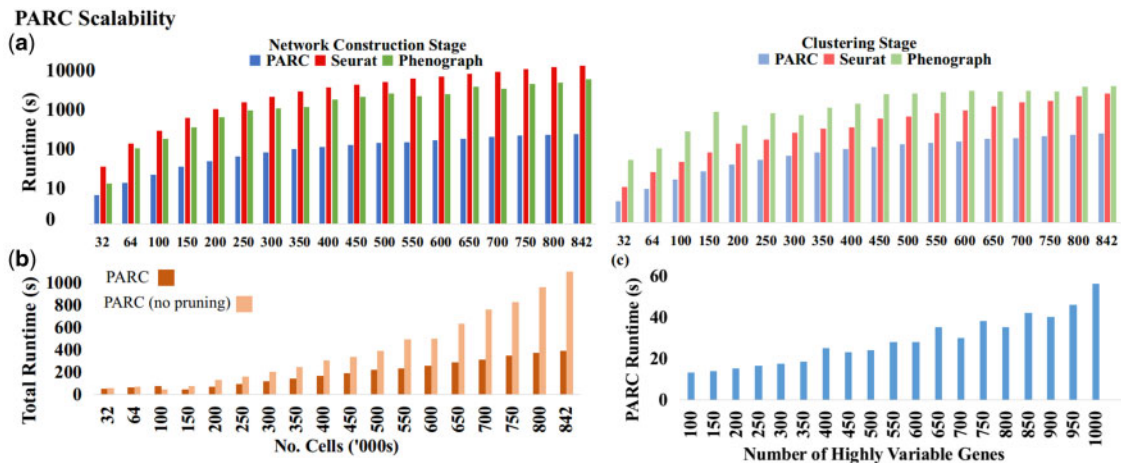 PARC Scalability
(a)
Network Construction Stage
PARC Seurat Phenograph
Runtime (s)
10000
1000
100
10
0
32 64 100 150 200 250 300 350 400 450 500 550 600 650 700 750 800 842
Clustering Stage
PARC Seurat Phenograph
32 64 100 150 200 250 300 350 400 450 500 550 600 650 700 750 800 842
(b)
PARC
PARC (no pruning)
Total Runtime (s)
1000
800
600
400
200
0
32 64 100 150 200 250 300 350 400 450 500 550 600 650 700 750 800 842
No. Cells ('000s)
(c)
PARC Runtime (s)
60
40
20
0
100 150 200 250 300 350 400 450 500 550 600 650 700 750 800 850 900 950 1000
Number of Highly Variable Genes